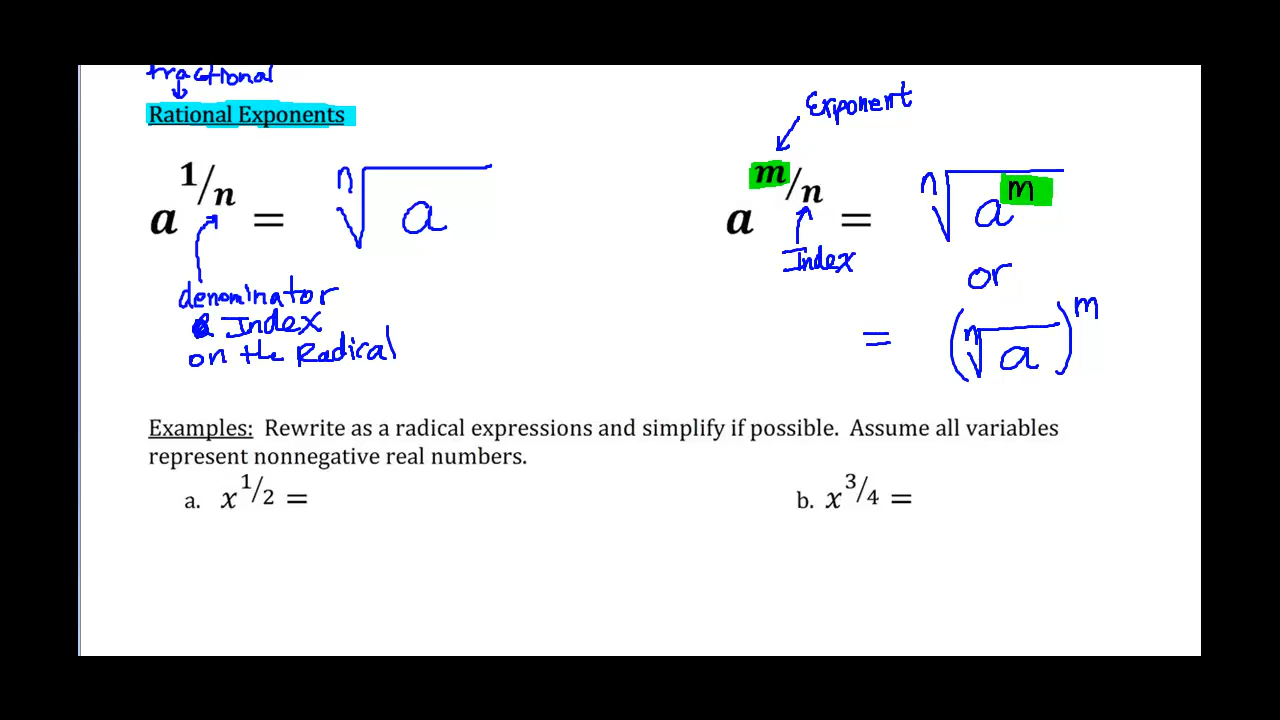 fractional
Rational Exponents
Exponent
a^1/n = ⁿ√a
a^m/n = ⁿ√a^m
Index
or
= (ⁿ√a)^m
denominator
Index
on the Radical
Examples: Rewrite as a radical expressions and simplify if possible. Assume all variables
represent nonnegative real numbers.
a. x^1/2 =
b. x^3/4 =